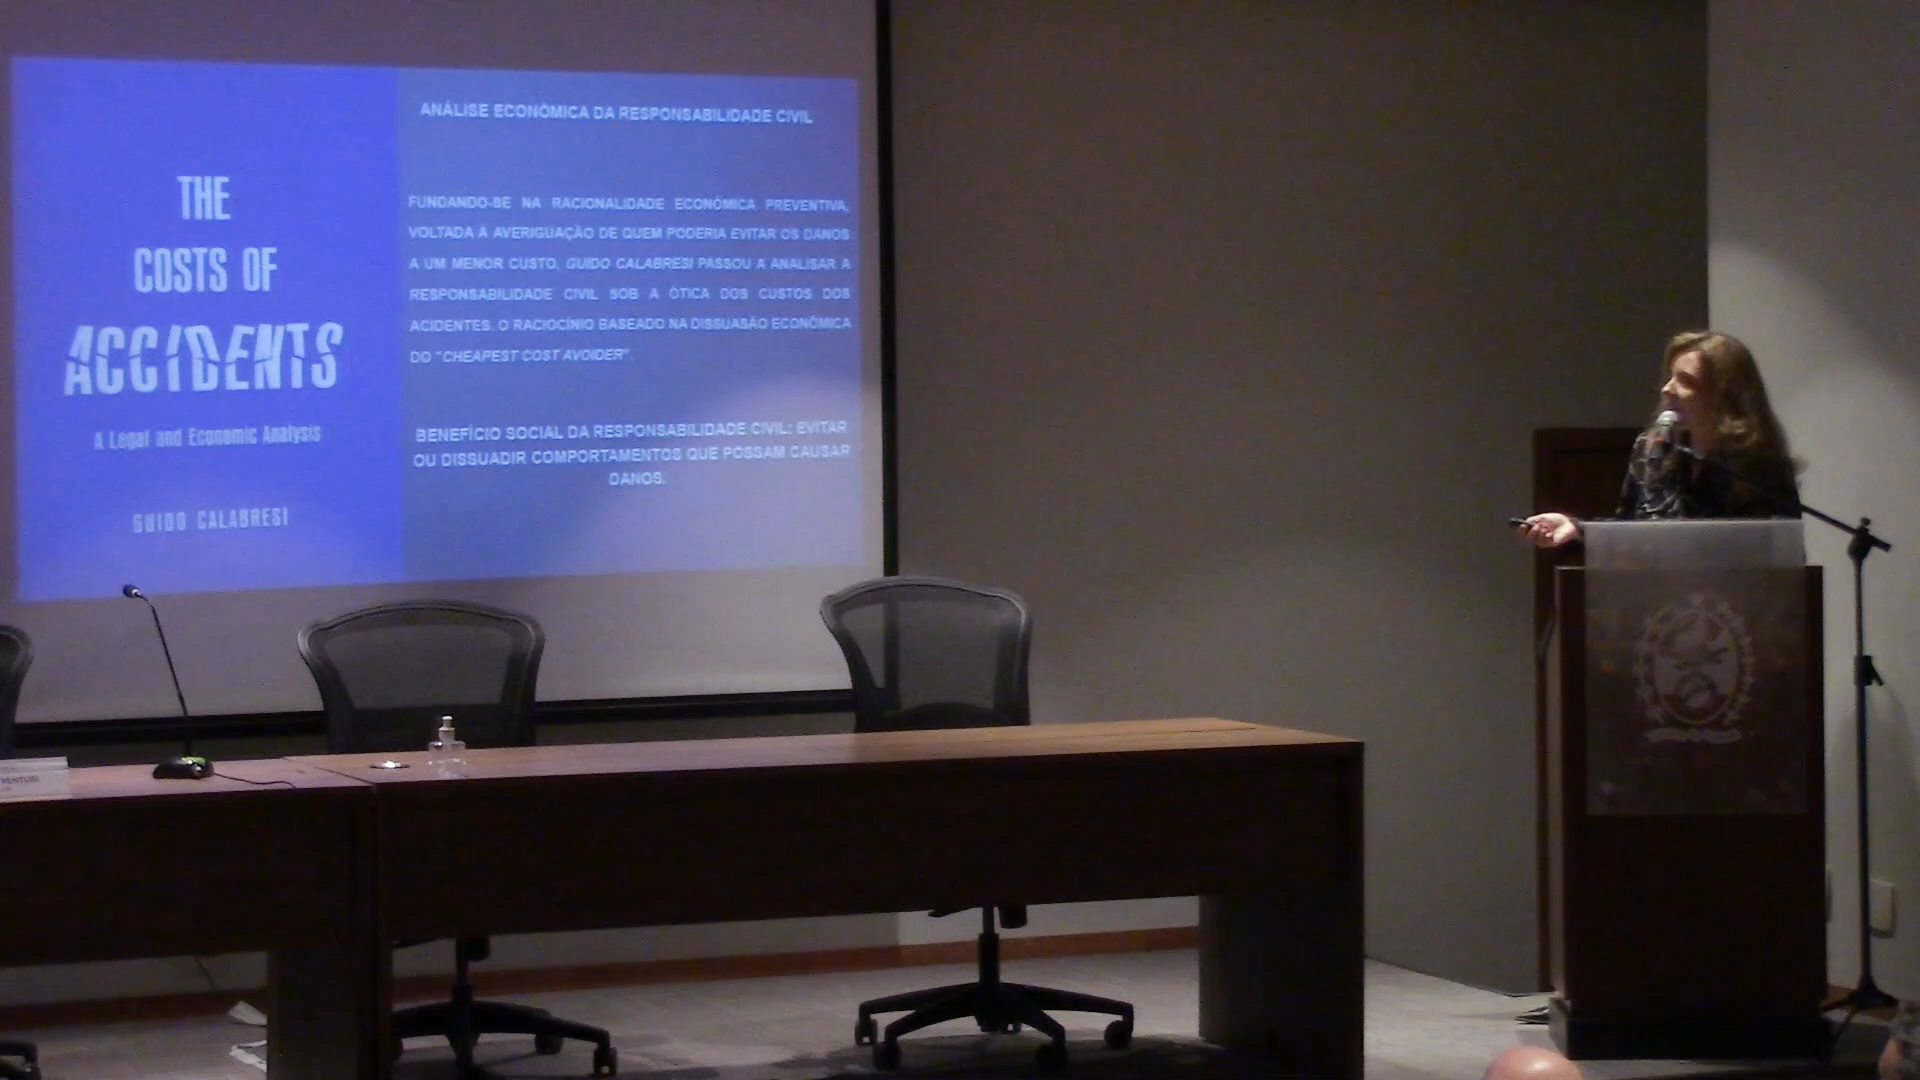 THE
COSTS OF
ACCIDENTS
A Legal and Economic Analysis
GUIDO CALABRESI
ANÁLISE ECONÔMICA DA RESPONSABILIDADE CIVIL
FUNDANDO-SE NA RACIONALIDADE ECONÔMICA PREVENTIVA,
VOLTADA À AVERIGUAÇÃO DE QUEM PODERIA EVITAR OS DANOS
A UM MENOR CUSTO, GUIDO CALABRESI PASSOU A ANALISAR A
RESPONSABILIDADE CIVIL SOB A ÓTICA DOS CUSTOS DOS
ACIDENTES. O RACIOCÍNIO BASEADO NA DISSUASÃO ECONÔMICA
DO "CHEAPEST COST AVOIDER".
BENEFÍCIO SOCIAL DA RESPONSABILIDADE CIVIL: EVITAR
OU DISSUADIR COMPORTAMENTOS QUE POSSAM CAUSAR
DANOS.
VENTURI